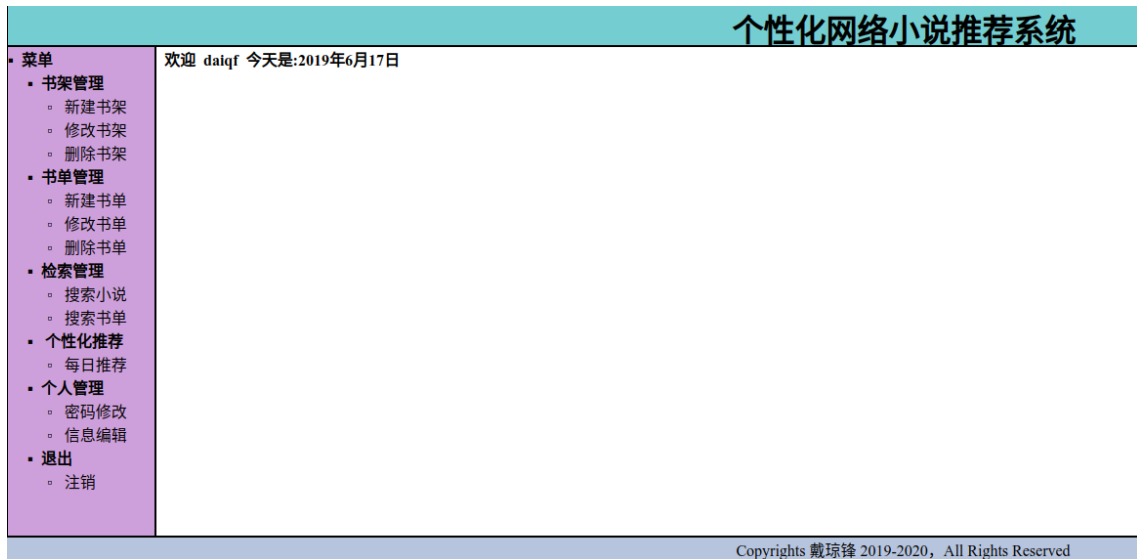 个性化网络小说推荐系统
菜单
书架管理
新建书架
修改书架
删除书架
书单管理
新建书单
修改书单
删除书单
检索管理
搜索小说
搜索书单
个性化推荐
每日推荐
个人管理
密码修改
信息编辑
退出
注销
欢迎 daiqf 今天是:2019年6月17日
Copyrights 戴琼锋 2019-2020，All Rights Reserved